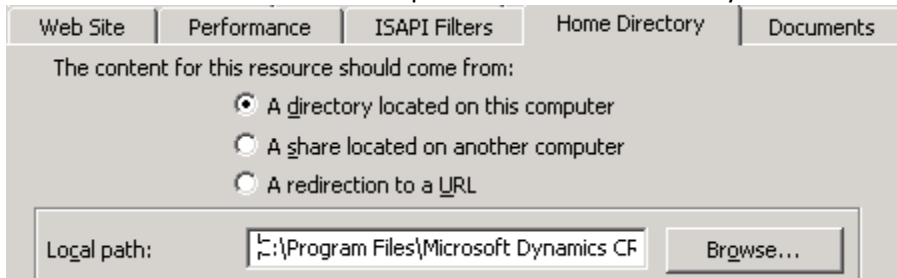 Web Site Performance ISAPI Filters Home Directory Documents
The content for this resource should come from:
A directory located on this computer
A share located on another computer
A redirection to a URL
Local path: C:\Program Files\Microsoft Dynamics CR Browse...